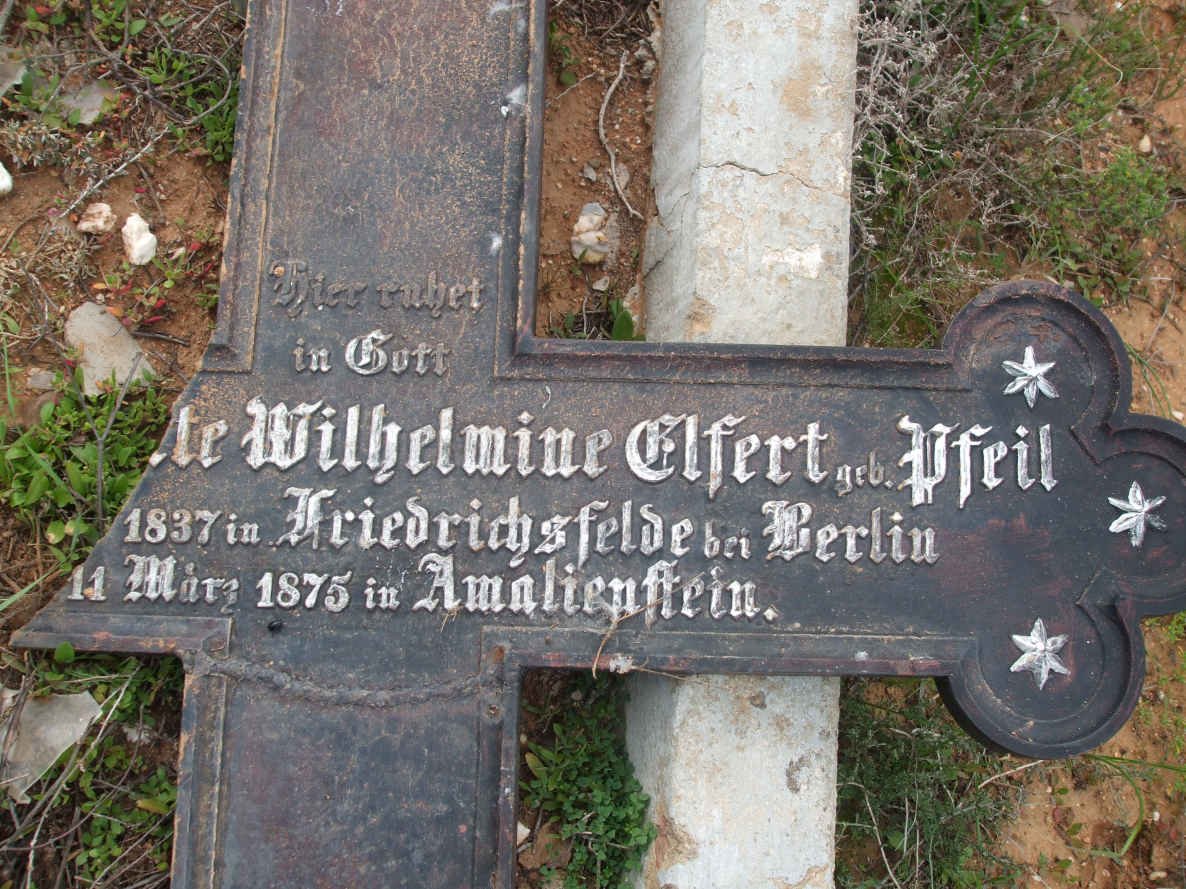 Hier ruhet
in Gott
te Wilhelmine Elfert geb. Pfeil
1837 in Friedrichsfelde bei Berlin
11 März 1875 in Amalienstein.